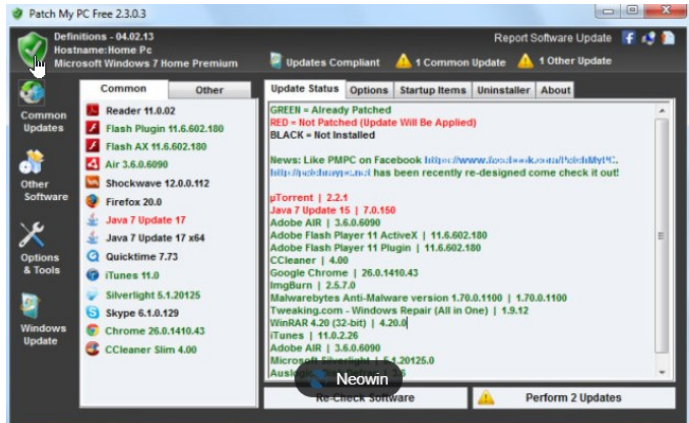 Patch My PC Free 2.3.0.3
Definitions - 04.02.13
Hostname:Home Pc
Microsoft Windows 7 Home Premium
Report Software Update
Updates Compliant
1 Common Update
1 Other Update
Common Updates
Other Software
Options & Tools
Windows Update
Common
Other
Reader 11.0.02
Flash Plugin 11.6.602.180
Flash AX 11.6.602.180
Air 3.6.0.6090
Shockwave 12.0.0.112
Firefox 20.0
Java 7 Update 17
Java 7 Update 17 x64
Quicktime 7.73
iTunes 11.0
Silverlight 5.1.20125
Skype 6.1.0.129
Chrome 26.0.1410.43
CCleaner Slim 4.00
Update Status
Options
Startup Items
Uninstaller
About
GREEN = Already Patched
RED = Not Patched (Update Will Be Applied)
BLACK = Not Installed
News: Like PMPC on Facebook https://www.facebook.com/PatchMyPC.
http://patchmypc.net has been recently re-designed come check it out!
µTorrent | 2.2.1
Java 7 Update 15 | 7.0.150
Adobe AIR | 3.6.0.6090
Adobe Flash Player 11 ActiveX | 11.6.602.180
Adobe Flash Player 11 Plugin | 11.6.602.180
CCleaner | 4.00
Google Chrome | 26.0.1410.43
ImgBurn | 2.5.7.0
Malwarebytes Anti-Malware version 1.70.0.1100 | 1.70.0.1100
Tweaking.com - Windows Repair (All in One) | 1.9.12
WinRAR 4.20 (32-bit) | 4.20.0
iTunes | 11.0.2.26
Adobe AIR | 3.6.0.6090
Microsoft Silverlight | 5.1.20125.0
Neowin
Re-Check Software
Perform 2 Updates